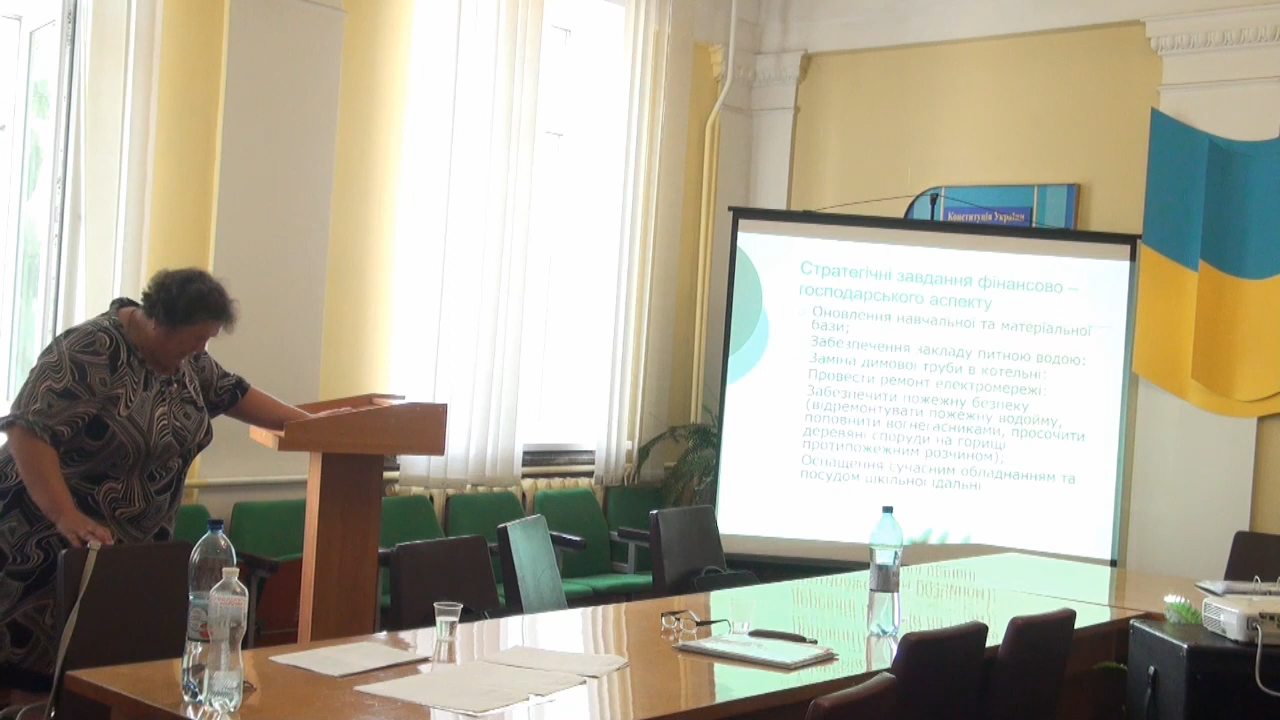 Конституція України
Стратегічні завдання фінансово –
господарського аспекту
Оновлення навчальної та матеріальної
бази;
Забезпечення закладу питною водою:
Заміна димової труби в котельні:
Провести ремонт електромережі:
Забезпечити пожежну безпеку
(відремонтувати пожежну водойму,
поповнити вогнегасниками, просочити
деревяні споруди на горищі
протипожежним розчином);
Оснащення сучасним обладнанням та
посудом шкільної їдальні